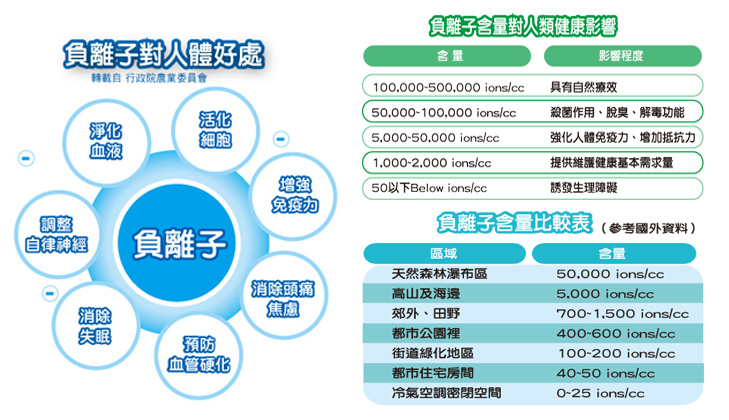 負離子對人體好處
轉載自 行政院農業委員會
淨化
血液
活化
細胞
增強
免疫力
調整
自律神經
負離子
消除頭痛
焦慮
消除
失眠
預防
血管硬化
負離子含量對人類健康影響
含量 影響程度
100,000~500,000 ions/cc 具有自然療效
50,000~100,000 ions/cc 殺菌作用、脫臭、解毒功能
5,000~50,000 ions/cc 強化人體免疫力、增加抵抗力
1,000~2,000 ions/cc 提供維護健康基本需求量
50以下Below ions/cc 誘發生理障礙
負離子含量比較表 (參考國外資料)
區域 含量
天然森林瀑布區 50,000 ions/cc
高山及海邊 5,000 ions/cc
郊外、田野 700~1,500 ions/cc
都市公園裡 400~600 ions/cc
街道綠化地區 100~200 ions/cc
都市住宅房間 40~50 ions/cc
冷氣空調密閉空間 0~25 ions/cc